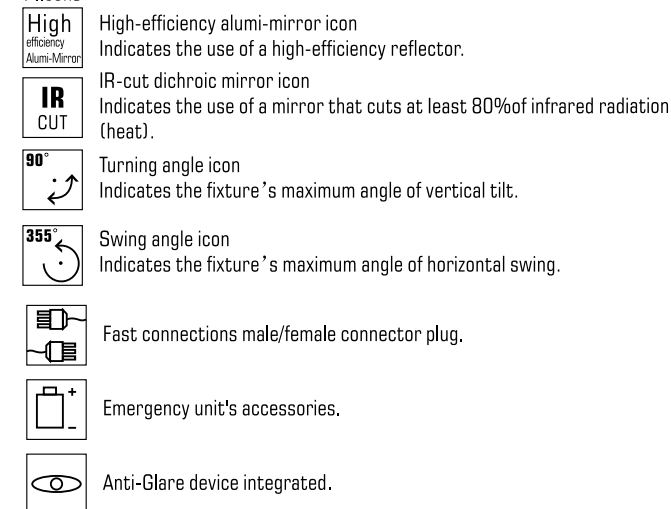 High
efficiency
Alumi-Mirror
High-efficiency alumi-mirror icon
Indicates the use of a high-efficiency reflector.
IR
CUT
IR-cut dichroic mirror icon
Indicates the use of a mirror that cuts at least 80%of infrared radiation
(heat).
90°
Turning angle icon
Indicates the fixture's maximum angle of vertical tilt.
355°
Swing angle icon
Indicates the fixture's maximum angle of horizontal swing.
Fast connections male/female connector plug.
+
-
Emergency unit's accessories.
Anti-Glare device integrated.